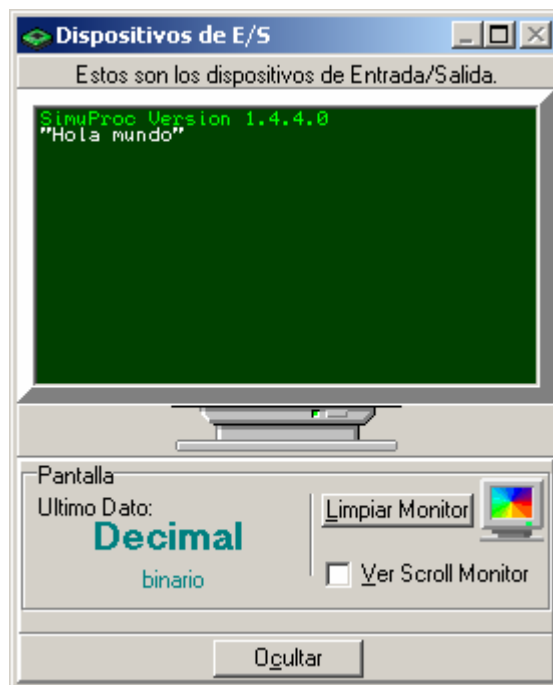 Dispositivos de E/S
Estos son los dispositivos de Entrada/Salida.
SimuProc Version 1.4.4.0
"Hola mundo"
Pantalla
Ultimo Dato:
Decimal
binario
Limpiar Monitor
Ver Scroll Monitor
Ocultar